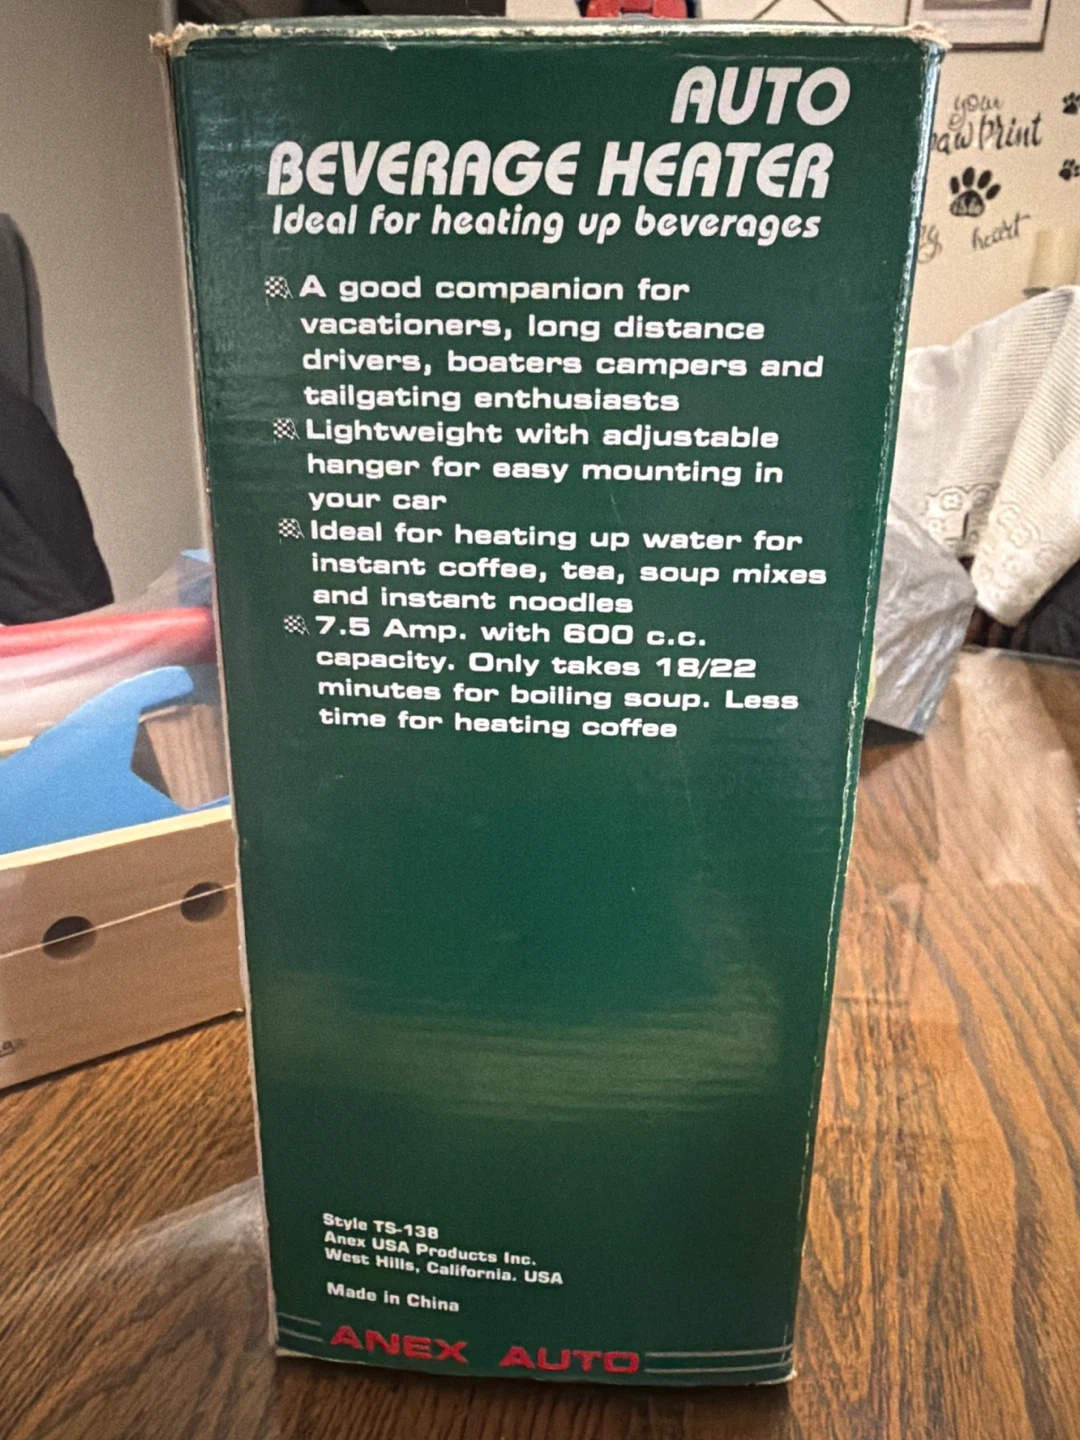 AUTO
BEVERAGE HEATER
Ideal for heating up beverages
A good companion for
vacationers, long distance
drivers, boaters campers and
tailgating enthusiasts
Lightweight with adjustable
hanger for easy mounting in
your car
Ideal for heating up water for
instant coffee, tea, soup mixes
and instant noodles
7.5 Amp. with 600 c.c.
capacity. Only takes 18/22
minutes for boiling soup. Less
time for heating coffee
Style TS-138
Anex USA Products Inc.
West Hills, California. USA
Made in China
ANEX AUTO
your
print
heart